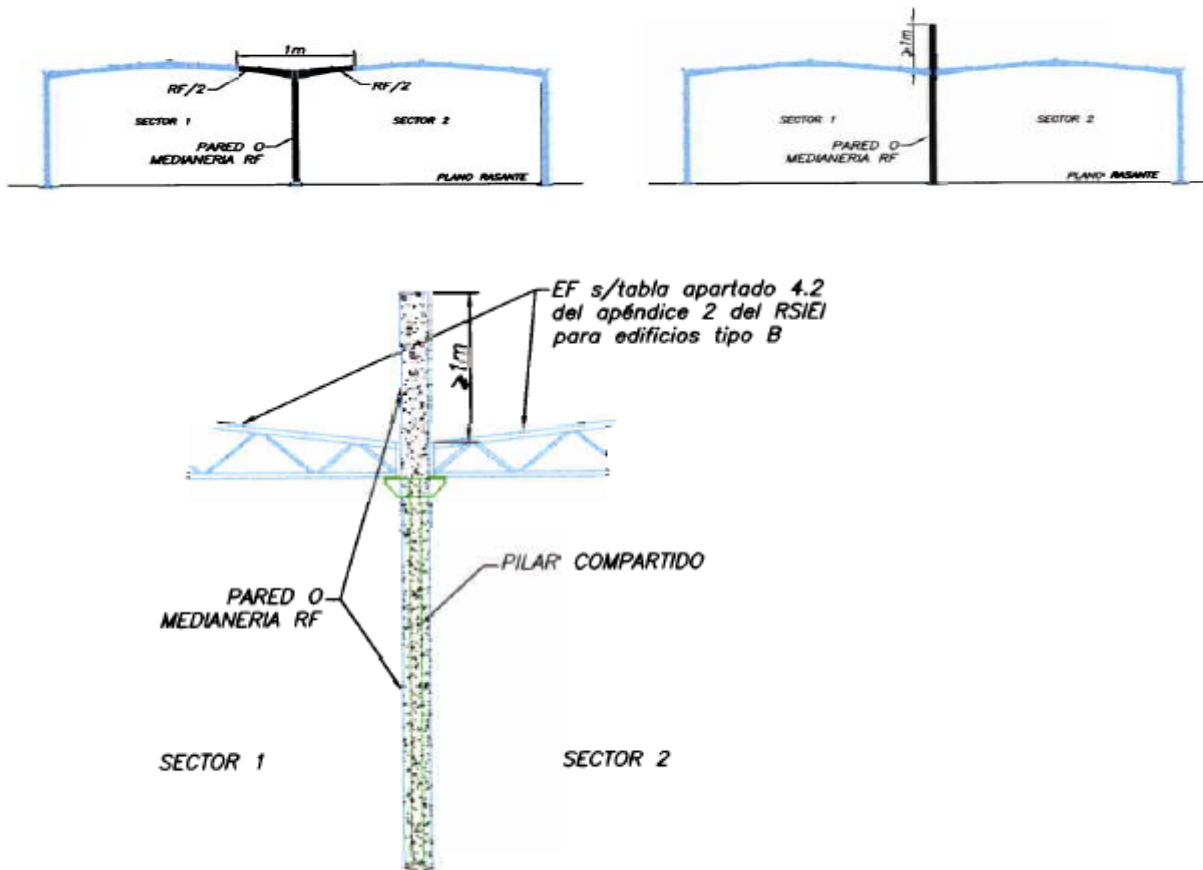 1m
RF/2
RF/2
SECTOR 1
SECTOR 2
PARED O
MEDIANERIA RF
PLANO RASANTE
≥1m
SECTOR 1
SECTOR 2
PARED O
MEDIANERIA RF
PLANO RASANTE
EF s/tabla apartado 4.2
del apéndice 2 del RSIEI
para edificios tipo B
≥1m
PILAR COMPARTIDO
PARED O
MEDIANERIA RF
SECTOR 1
SECTOR 2